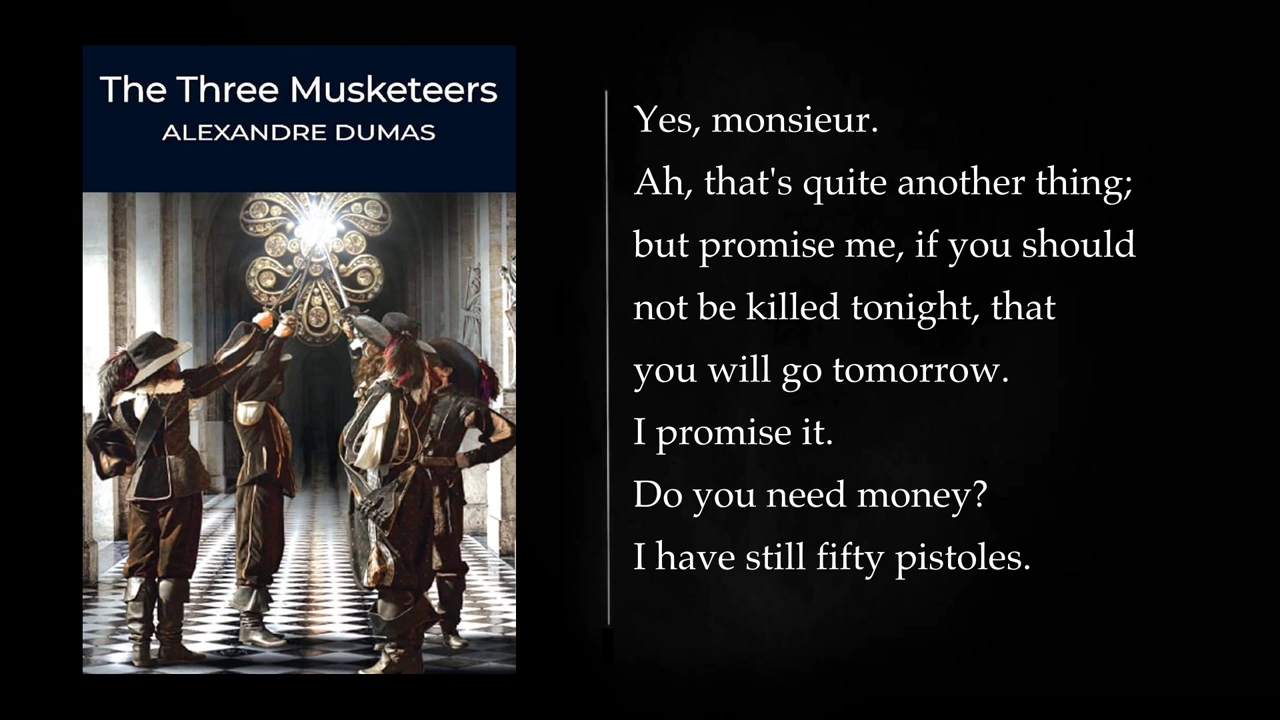 The Three Musketeers
ALEXANDRE DUMAS
Yes, monsieur.
Ah, that's quite another thing;
but promise me, if you should
not be killed tonight, that
you will go tomorrow.
I promise it.
Do you need money?
I have still fifty pistoles.